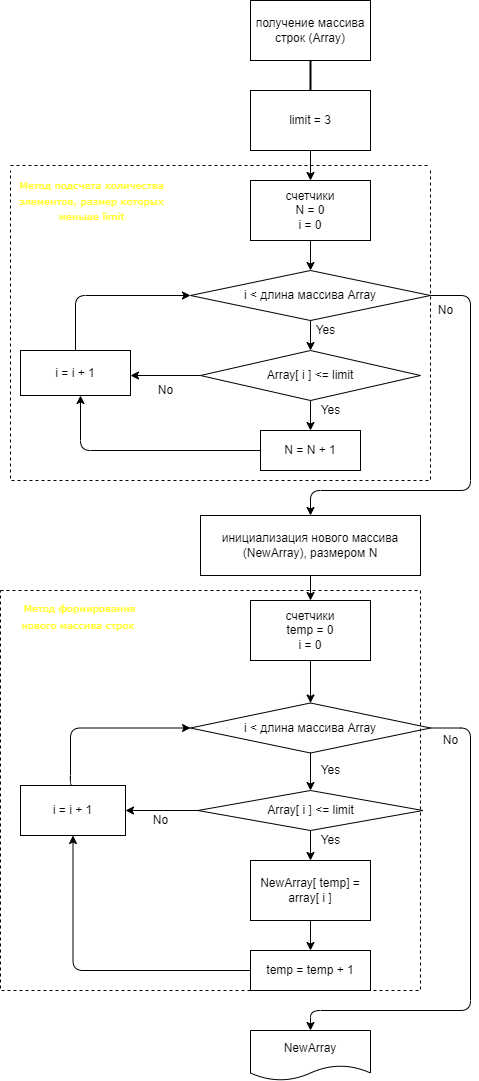 получение массива
строк (Array)
limit = 3
Метод подсчета количества
элементов, размер которых
меньше limit
счетчики
N = 0
i = 0
i < длина массива Array
No
Yes
i = i + 1
Array[ i ] <= limit
No
Yes
N = N + 1
инициализация нового массива
(NewArray), размером N
Метод формирования
нового массива строк
счетчики
temp = 0
i = 0
i < длина массива Array
No
Yes
i = i + 1
Array[ i ] <= limit
No
Yes
NewArray[ temp] =
array[ i ]
temp = temp + 1
NewArray